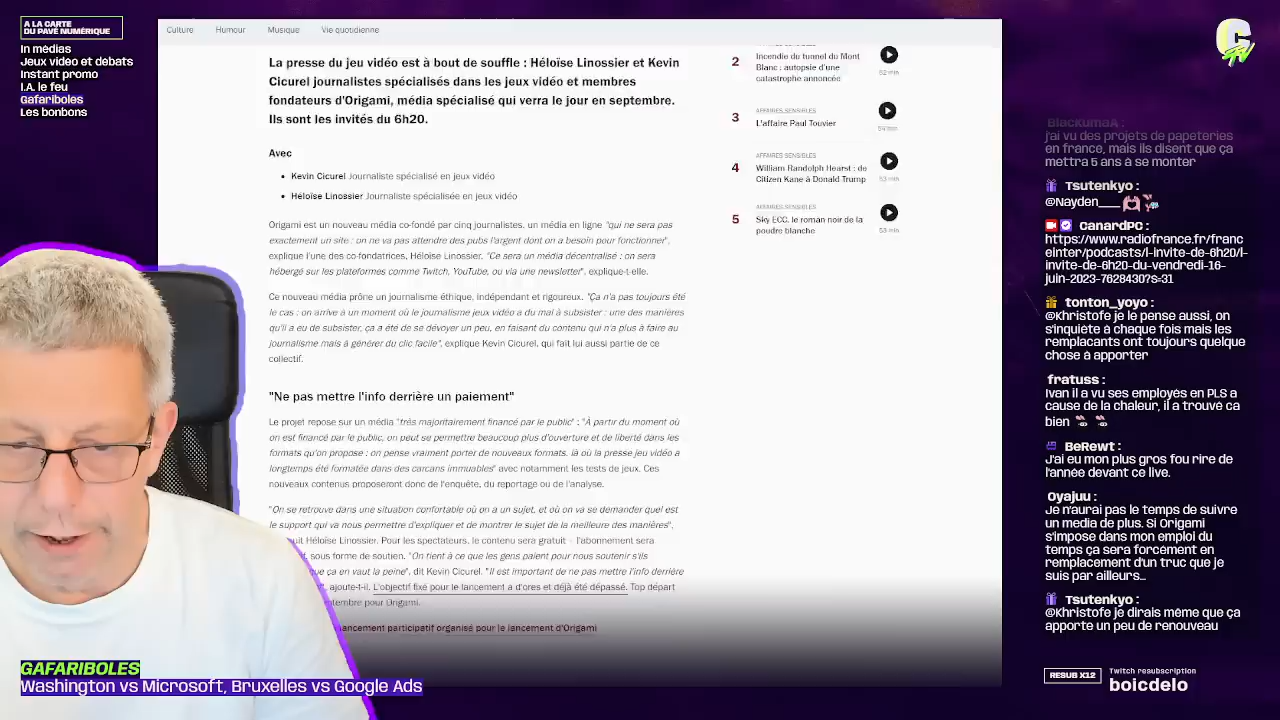 A LA CARTE
DU PAVÉ NUMÉRIQUE
In médias
Jeux vidéo et débats
Instant promo
I.A. le feu
Gafariboles
Les bonbons
Culture Humour Musique Vie quotidienne
La presse du jeu vidéo est à bout de souffle : Héloïse Linossier et Kevin
Cicurel journalistes spécialisés dans les jeux vidéo et membres
fondateurs d'Origami, média spécialisé qui verra le jour en septembre.
Ils sont les invités du 6h20.
Avec
• Kevin Cicurel Journaliste spécialisé en jeux vidéo
• Héloïse Linossier Journaliste spécialisée en jeux vidéo
Origami est un nouveau média co-fondé par cinq journalistes, un média en ligne "qui ne sera pas
exactement un site : on ne va pas attendre des pubs l'argent dont on a besoin pour fonctionner",
explique l'une des co-fondatrices, Héloïse Linossier. "Ce sera un média décentralisé : on sera
hébergé sur les plateformes comme Twitch, YouTube, ou via une newsletter", explique-t-elle.
Ce nouveau média prône un journalisme éthique, indépendant et rigoureux. "Ça n'a pas toujours été
le cas : on arrive à un moment où le journalisme jeux vidéo a du mal à subsister : une des manières
qu'il a eu de subsister, ça a été de se dévoyer un peu, en faisant du contenu qui n'a plus à faire au
journalisme mais à générer du clic facile", explique Kevin Cicurel, qui fait lui aussi partie de ce
collectif.
"Ne pas mettre l'info derrière un paiement"
Le projet repose sur un média "très majoritairement financé par le public" : "À partir du moment où
on est financé par le public, on peut se permettre beaucoup plus d'ouverture et de liberté dans les
formats qu'on propose : on pense vraiment porter de nouveaux formats, là où la presse jeu vidéo a
longtemps été formatée dans des carcans immuables" avec notamment les tests de jeux. Ces
nouveaux contenus proposeront donc de l'enquête, du reportage ou de l'analyse.
"On se retrouve dans une situation confortable où on a un sujet, et où on va se demander quel est
le support qui va nous permettre d'expliquer et de montrer le sujet de la meilleure des manières",
uit Héloïse Linossier. Pour les spectateurs, le contenu sera gratuit – l'abonnement sera
t, sous forme de soutien. "On tient à ce que les gens paient pour nous soutenir s'ils
que ça en vaut la peine", dit Kevin Cicurel. "Il est important de ne pas mettre l'info derrière
", ajoute-t-il. L'objectif fixé pour le lancement a d'ores et déjà été dépassé. Top départ
ptembre pour Origami.
ancement participatif organisé pour le lancement d'Origami
AFFAIRES SENSIBLES
2 Incendie du tunnel du Mont
Blanc : autopsie d'une
catastrophe annoncée
52 min
AFFAIRES SENSIBLES
3 L'affaire Paul Touvier
min
AFFAIRES SENSIBLES
4 William Randolph Hearst : de
Citizen Kane à Donald Trump
53 min
AFFAIRES SENSIBLES
5 Sky ECC, le roman noir de la
poudre blanche
53 min
BlacKumaA :
j'ai vu des projets de papeteries
en france, mais ils disent que ça
mettra 5 ans à se monter
Tsutenkyo :
@Nayden____
CanardPC :
https://www.radiofrance.fr/franc
einter/podcasts/l-invite-de-6h20/l-
invite-de-6h20-du-vendredi-16-
juin-2023-7628430?s=31
tonton_yoyo :
@Khristofe je le pense aussi, on
s'inquiète à chaque fois mais les
remplacants ont toujours quelque
chose à apporter
fratuss :
Ivan il a vu ses employés en PLS a
cause de la chaleur, il a trouvé ca
bien
BeRewt :
J'ai eu mon plus gros fou rire de
l'année devant ce live.
Oyajuu :
Je n'aurai pas le temps de suivre
un media de plus. Si Origami
s'impose dans mon emploi du
temps ça sera forcément en
remplacement d'un truc que je
suis par ailleurs...
Tsutenkyo :
@Khristofe je dirais même que ça
apporte un peu de renouveau
RESUB X12
Twitch resubscription
boicdelo
GAFARIBOLES
Washington vs Microsoft, Bruxelles vs Google Ads